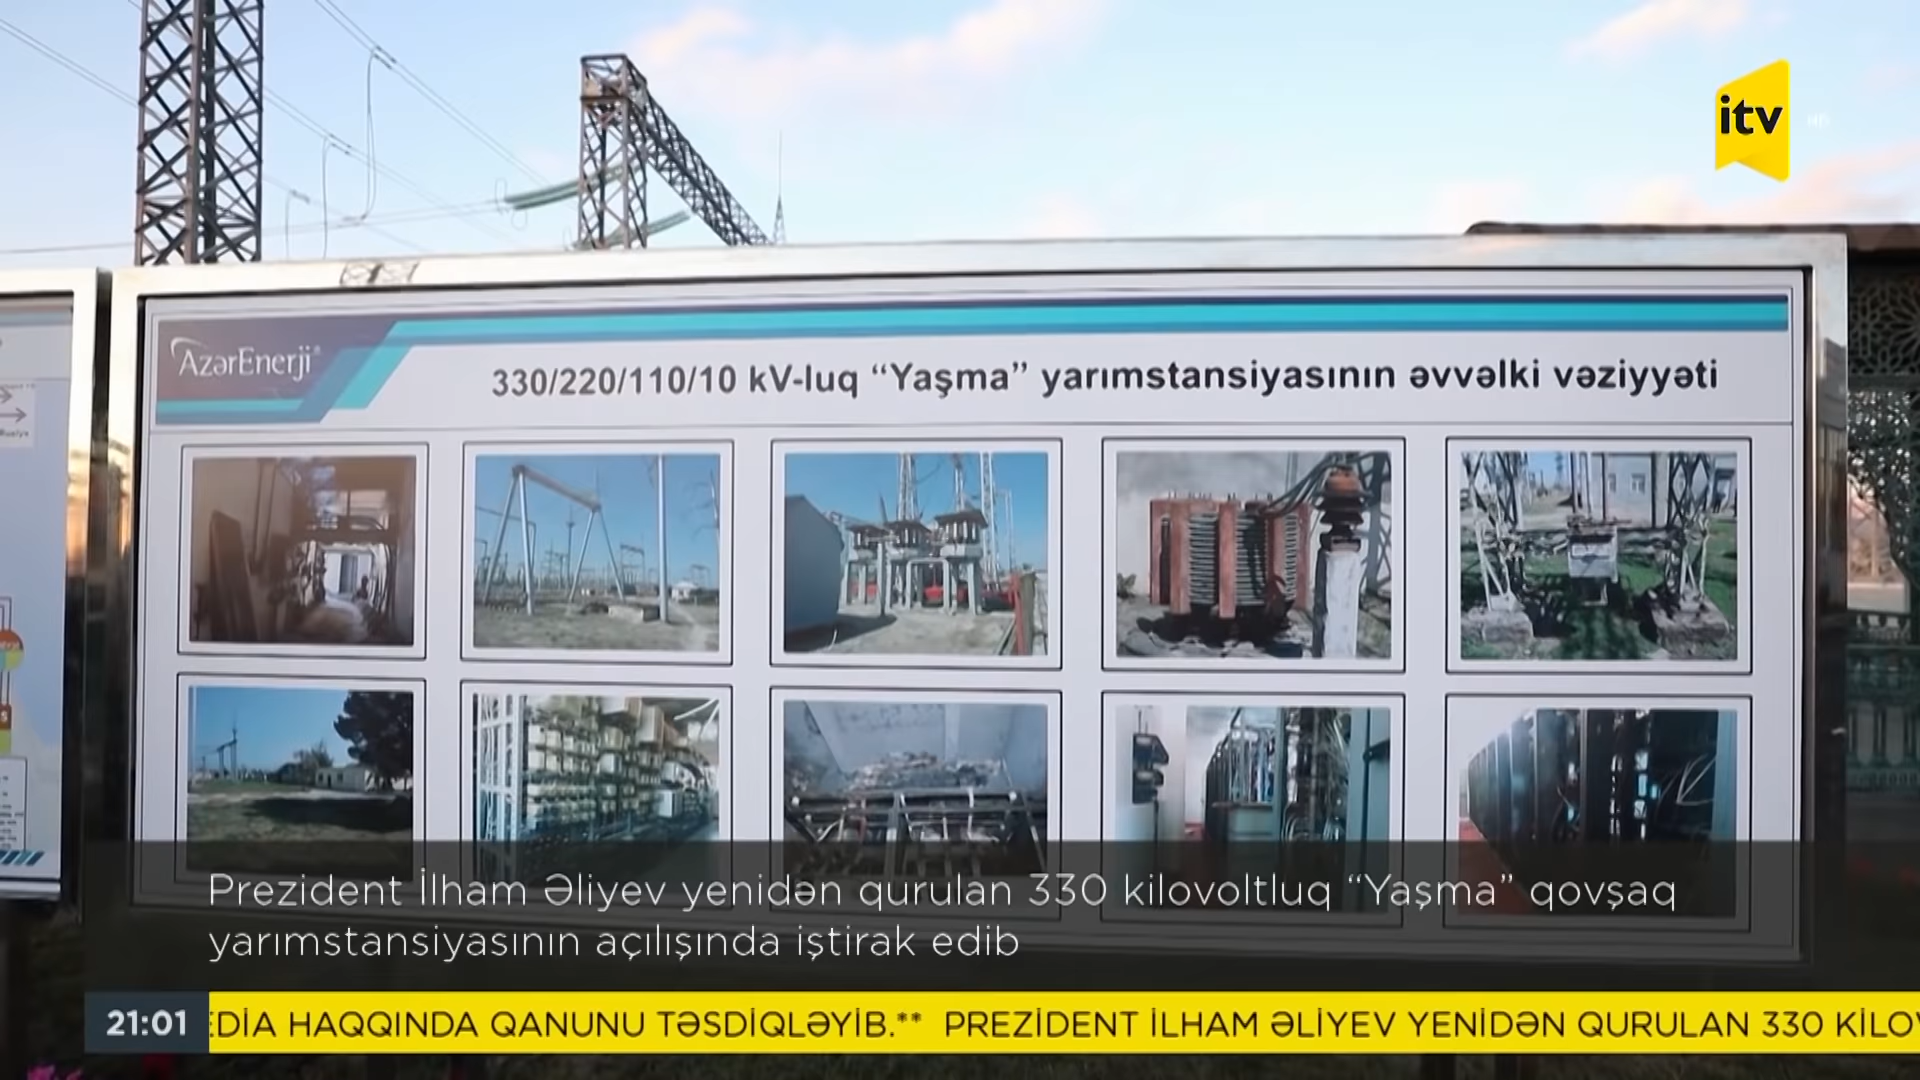 itv
AzərEnerji
330/220/110/10 kV-luq “Yaşma” yarımstansiyasının əvvəlki vəziyyəti
Prezident İlham Əliyev yenidən qurulan 330 kilovoltluq “Yaşma” qovşaq
yarımstansiyasının açılışında iştirak edib
21:01
HAQQINDA QANUNU TƏSDİQLƏYİB.** PREZİDENT İLHAM ƏLİYEV YENİDƏN QURULAN 330